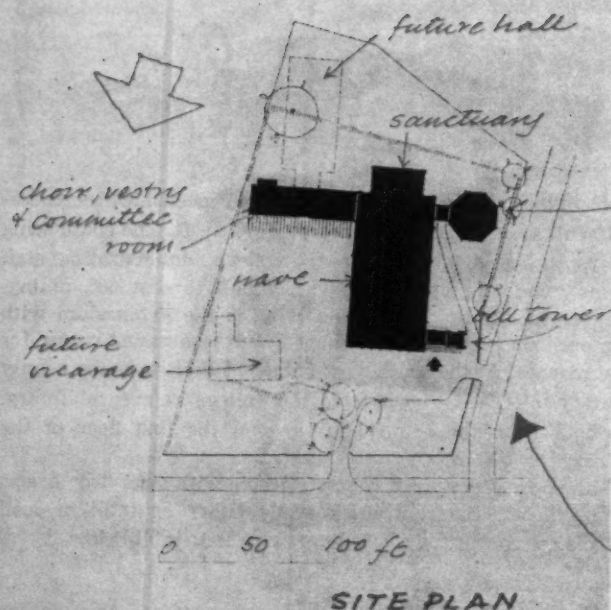 future hall
sanctuary
choir, vestry
& committee
room
nave
bell tower
future
vicarage
0 50 100 ft
SITE PLAN